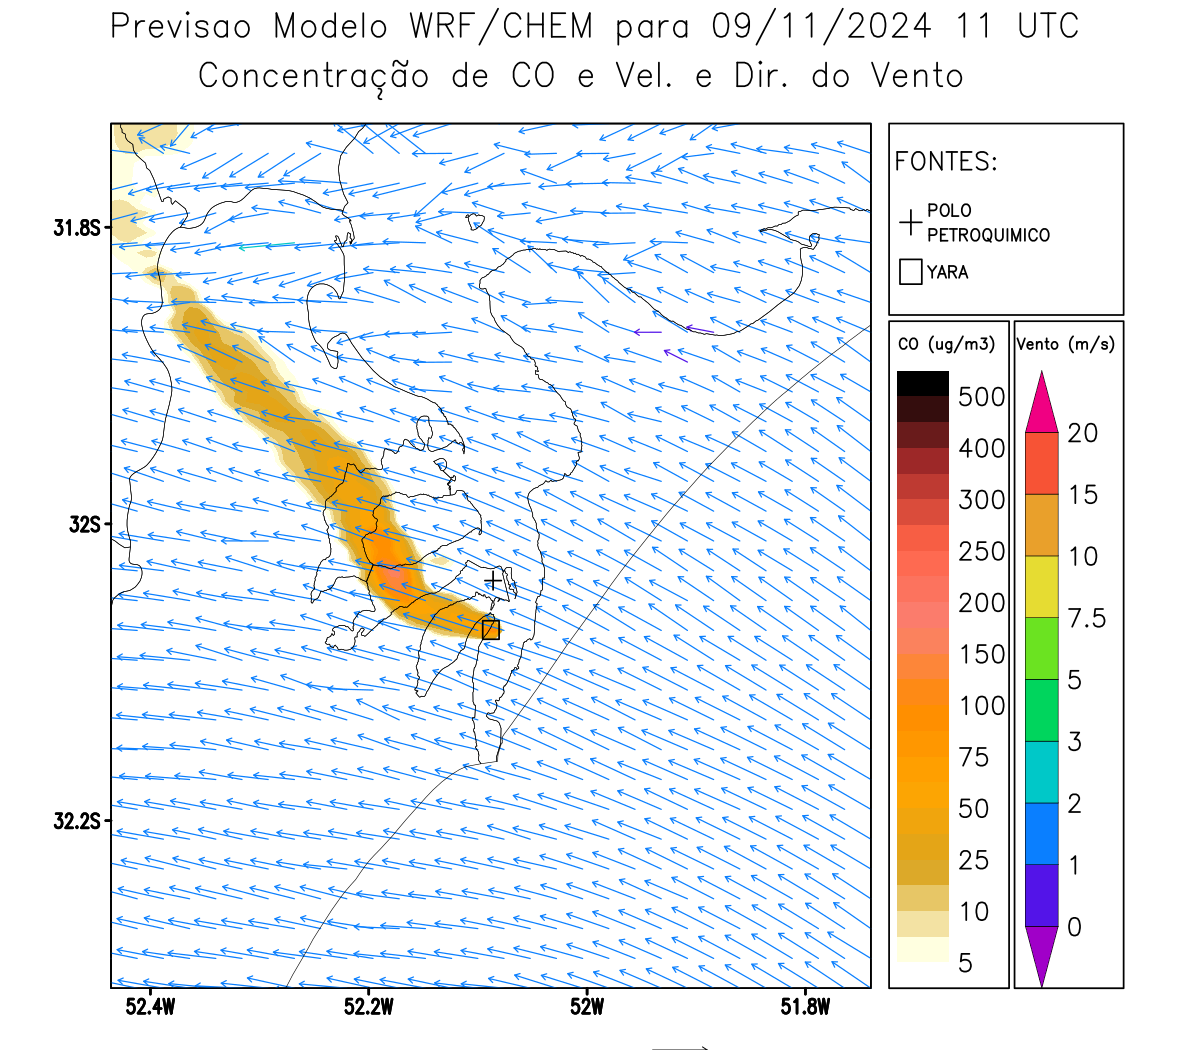 Previsao Modelo WRF/CHEM para 09/11/2024 11 UTC
Concentração de CO e Vel. e Dir. do Vento
FONTES:
POLO
PETROQUIMICO
YARA
CO (ug/m3)
500
400
300
250
200
150
100
75
50
25
10
5
Vento (m/s)
20
15
10
7.5
5
3
2
1
0
31.8S
32S
32.2S
52.4W
52.2W
52W
51.8W